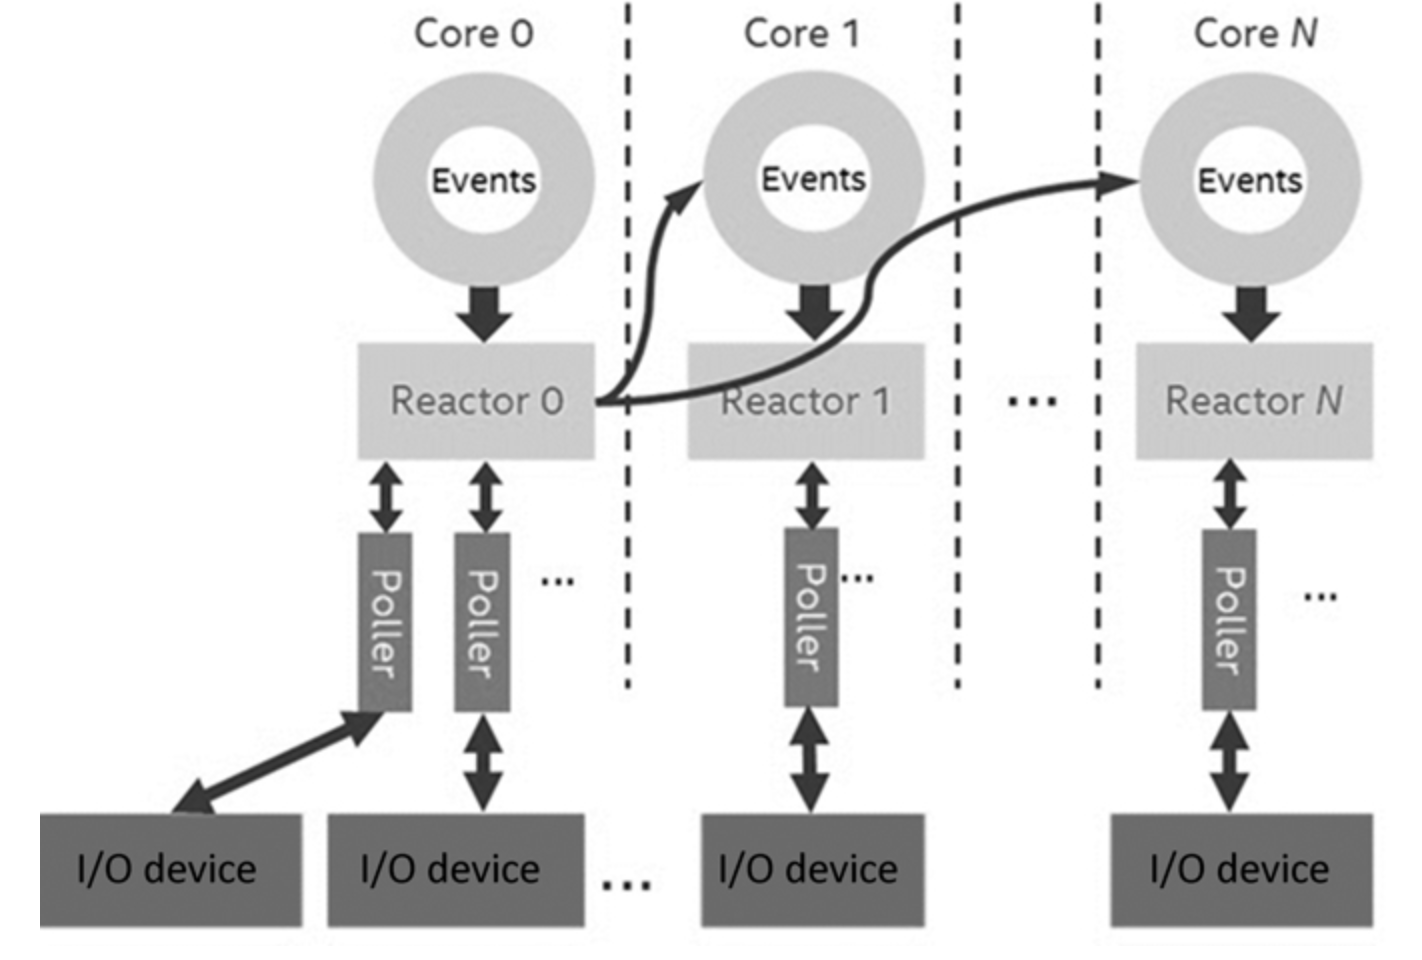 Core 0
Core 1
Core N
Events
Events
Events
Reactor 0
Reactor 1
...
Reactor N
Poller
Poller
...
Poller
...
Poller
...
I/O device
I/O device
...
I/O device
I/O device